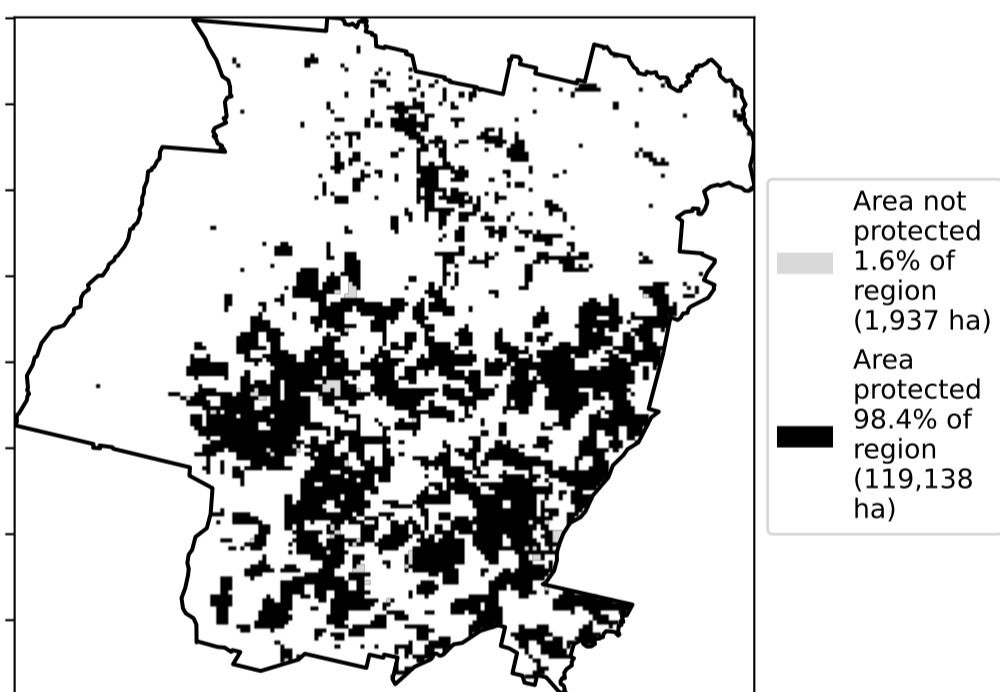 Area not
protected
1.6% of
region
(1,937 ha)
Area
protected
98.4% of
region
(119,138
ha)